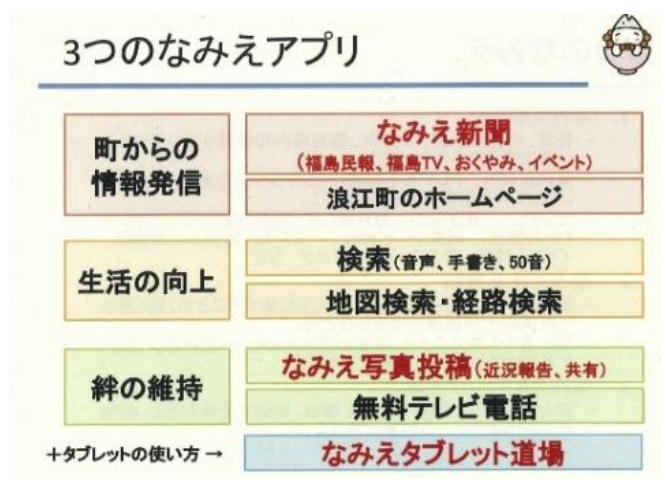 3つのなみえアプリ
町からの
情報発信
なみえ新聞
(福島民報、福島TV、おくやみ、イベント)
浪江町のホームページ
生活の向上
検索(音声、手書き、50音)
地図検索・経路検索
絆の維持
なみえ写真投稿(近況報告、共有)
無料テレビ電話
+タブレットの使い方→
なみえタブレット道場